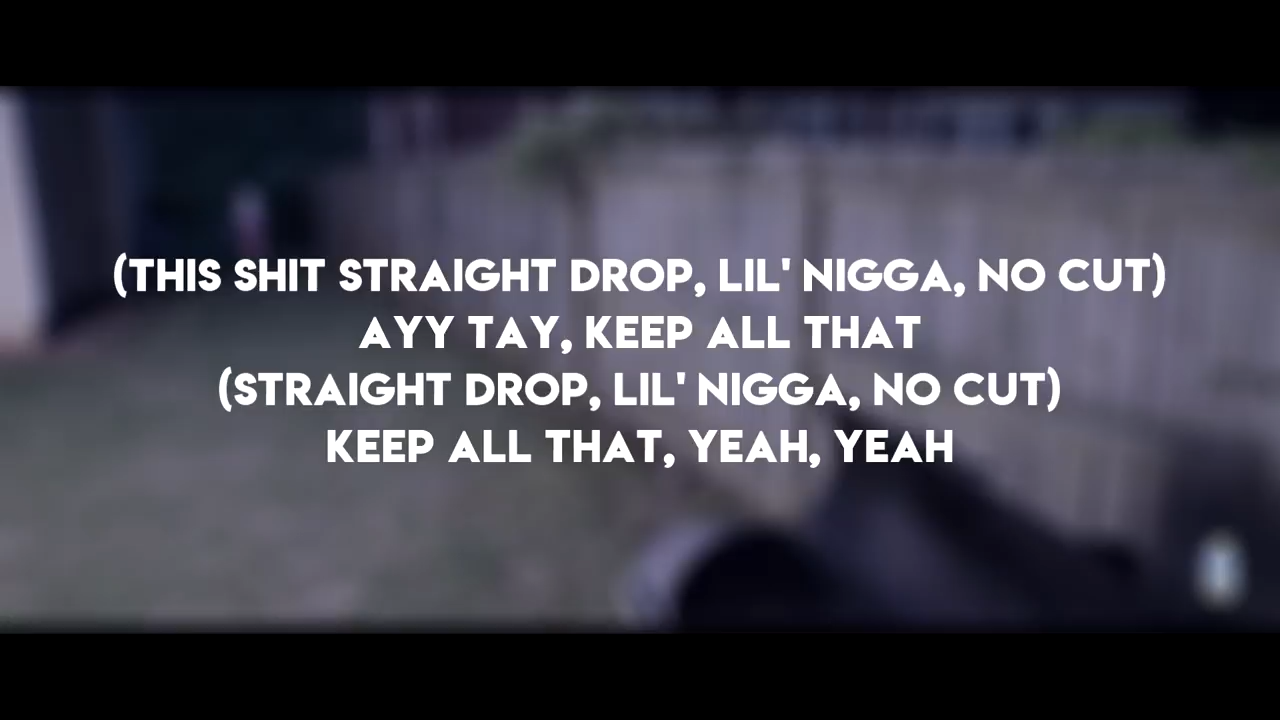 (THIS SHIT STRAIGHT DROP, LIL' NIGGA, NO CUT)
AYY TAY, KEEP ALL THAT
(STRAIGHT DROP, LIL' NIGGA, NO CUT)
KEEP ALL THAT, YEAH, YEAH